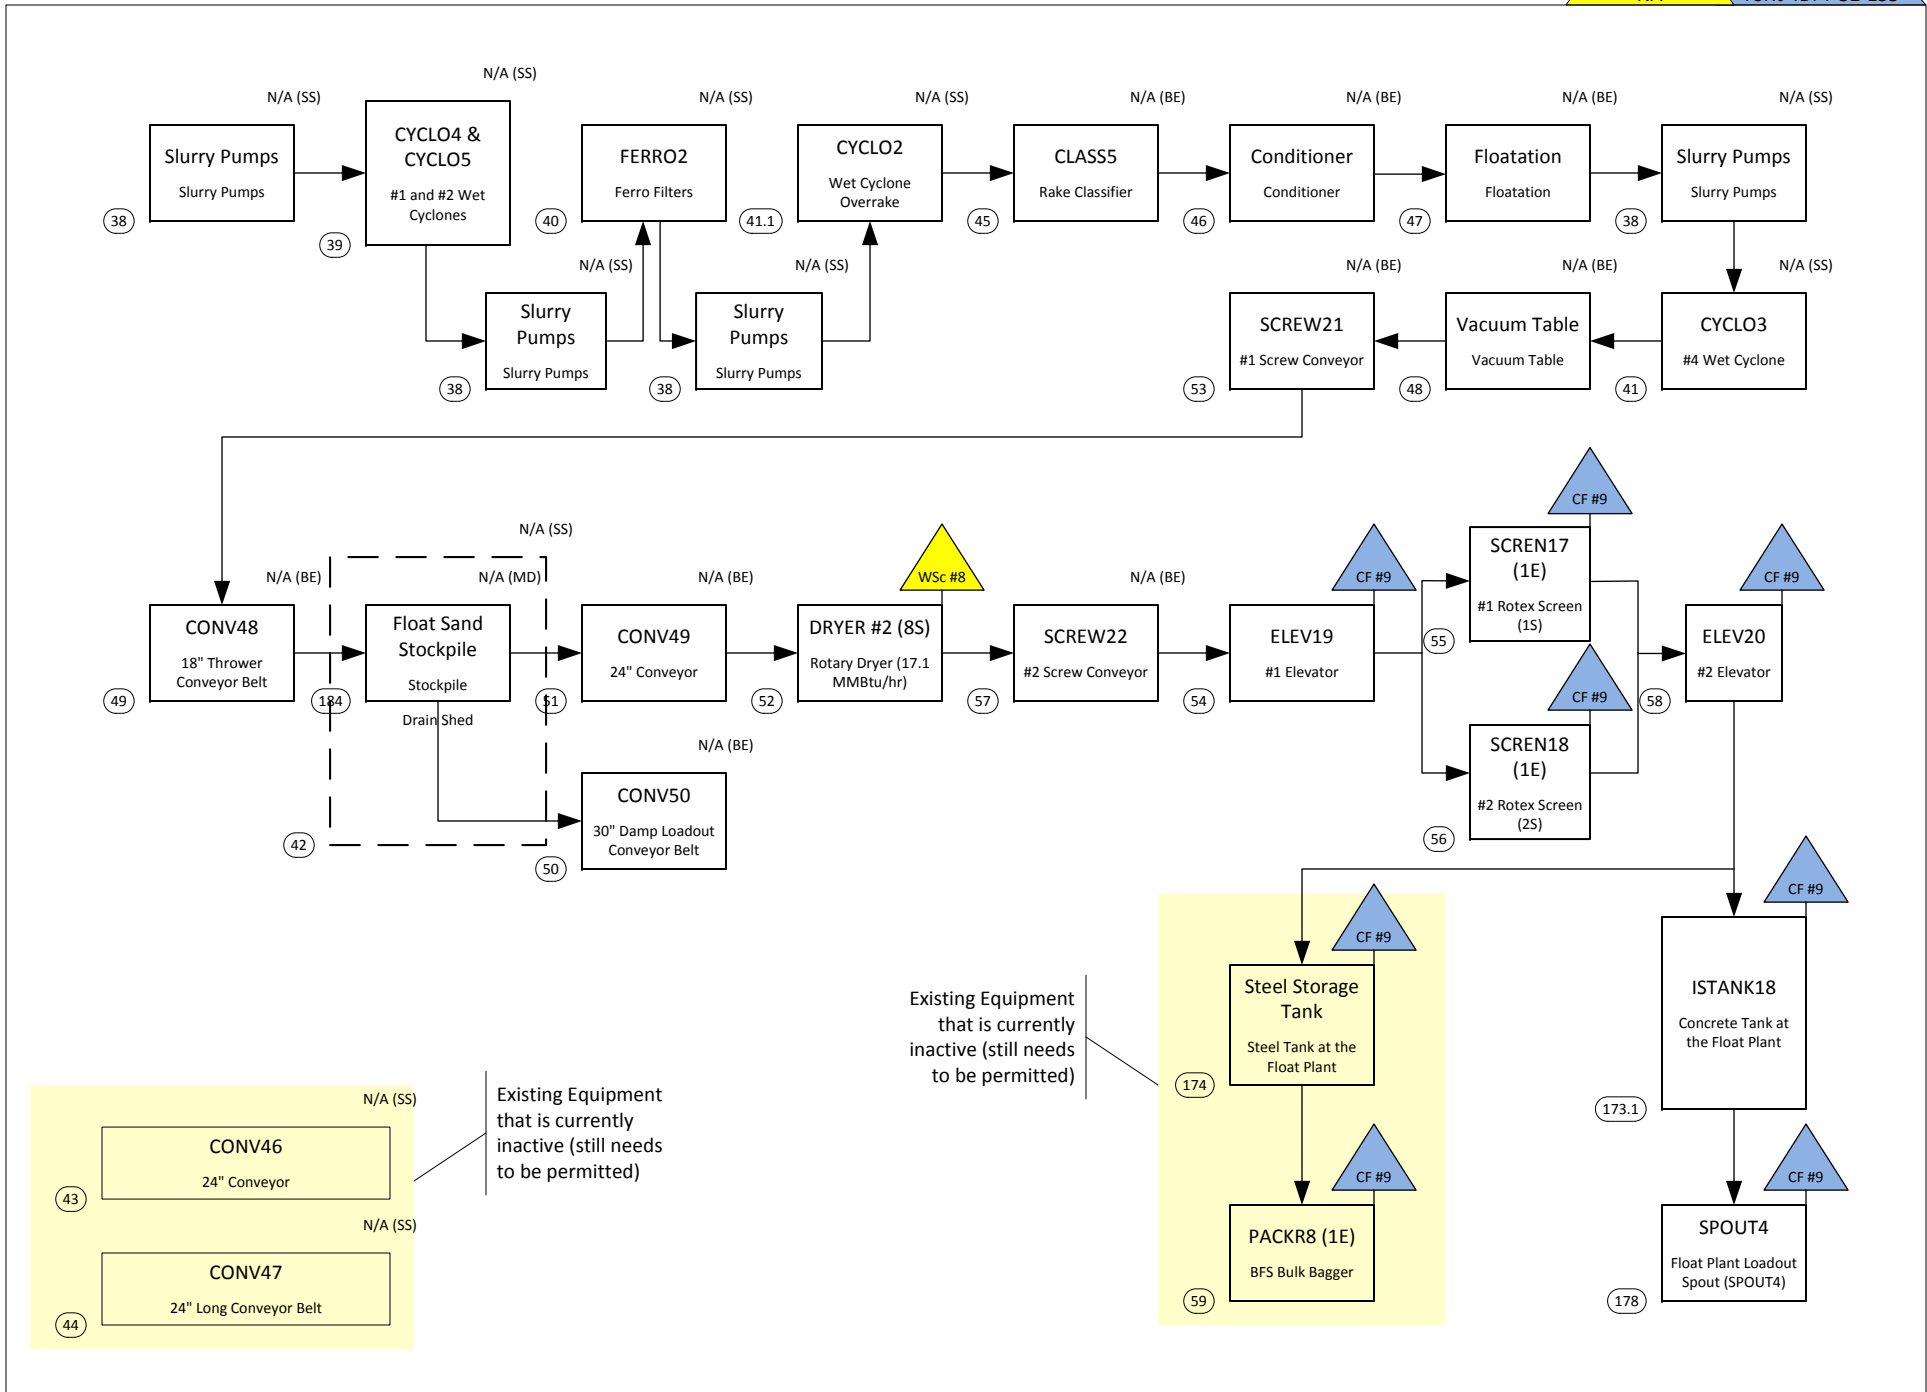 N/A (SS)
N/A (SS)
N/A (SS)
N/A (SS)
N/A (BE)
N/A (BE)
N/A (BE)
N/A (SS)
Slurry Pumps
Slurry Pumps
38
CYCLO4 &
CYCLO5
#1 and #2 Wet
Cyclones
39
FERRO2
Ferro Filters
40
CYCLO2
Wet Cyclone
Overrake
41.1
CLASS5
Rake Classifier
45
Conditioner
Conditioner
46
Floatation
Floatation
47
Slurry Pumps
Slurry Pumps
38
N/A (SS)
Slurry
Pumps
Slurry Pumps
38
N/A (SS)
Slurry
Pumps
Slurry Pumps
38
N/A (BE)
SCREW21
#1 Screw Conveyor
53
N/A (BE)
Vacuum Table
Vacuum Table
48
N/A (SS)
CYCLO3
#4 Wet Cyclone
41
N/A (BE)
CONV48
18" Thrower
Conveyor Belt
49
N/A (SS)
N/A (MD)
Float Sand
Stockpile
Stockpile
184
Drain Shed
42
N/A (BE)
CONV49
24" Conveyor
51
WSc #8
DRYER #2 (8S)
Rotary Dryer (17.1
MMBtu/hr)
52
N/A (BE)
SCREW22
#2 Screw Conveyor
57
CF #9
ELEV19
#1 Elevator
54
CF #9
SCREN17
(1E)
#1 Rotex Screen
(1S)
55
CF #9
SCREN18
(1E)
#2 Rotex Screen
(2S)
56
CF #9
ELEV20
#2 Elevator
58
N/A (BE)
CONV50
30" Damp Loadout
Conveyor Belt
50
Existing Equipment
that is currently
inactive (still needs
to be permitted)
CF #9
Steel Storage
Tank
Steel Tank at the
Float Plant
174
CF #9
PACKR8 (1E)
BFS Bulk Bagger
59
CF #9
ISTANK18
Concrete Tank at
the Float Plant
173.1
CF #9
SPOUT4
Float Plant Loadout
Spout (SPOUT4)
178
N/A (SS)
CONV46
24" Conveyor
43
N/A (SS)
CONV47
24" Long Conveyor Belt
44
Existing Equipment
that is currently
inactive (still needs
to be permitted)